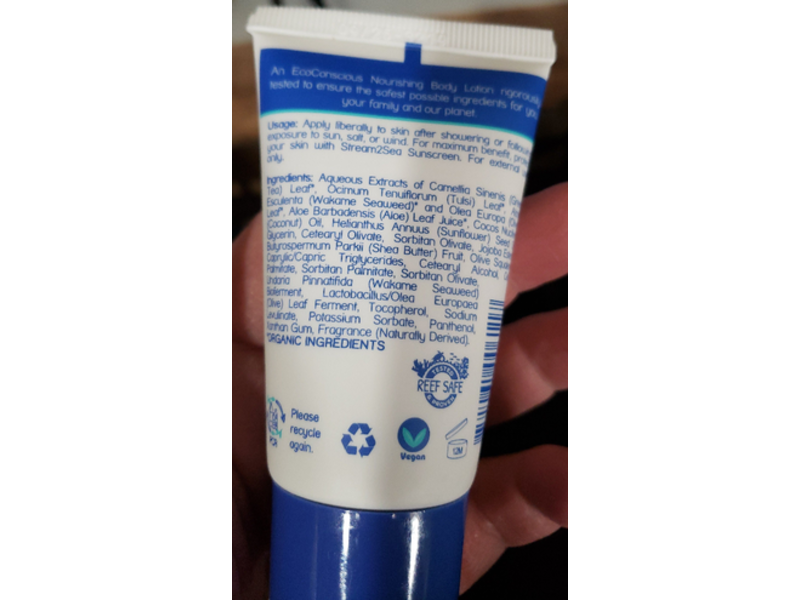 An EcoConscious Nourishing Body Lotion rigorously
tested to ensure the safest possible ingredients for you,
your family and our planet.
Usage: Apply liberally to skin after showering or
exposure to sun, salt, or wind. For maximum benefit,
your skin with Stream2Sea Sunscreen. For external
only.
Ingredients: Aqueous Extracts of Camellia Sinenis
Tea) Leaf*, Ocimum Tenuiflorum (Tulsi) Leaf*,
Esculenta (Wakame Seaweed)* and Olea Europa
Leaf*, Aloe Barbadensis (Aloe) Leaf Juice*, Cocos
(Coconut) Oil, Helianthus Annuus (Sunflower) Seed
Glycerin, Cetearyl Olivate, Sorbitan Olivate, Jojoba
Butyrospermum Parkii (Shea Butter) Fruit, Olive
Caprylic/Capric Triglycerides, Cetearyl Alcohol,
Palmitate, Sorbitan Palmitate, Sorbitan Olivate,
Undaria Pinnatifida (Wakame Seaweed)
Bioferment, Lactobacillus/Olea Europaea
(Olive) Leaf Ferment, Tocopherol, Sodium
Levulinate, Potassium Sorbate, Panthenol,
Xanthan Gum, Fragrance (Naturally Derived).
*ORGANIC INGREDIENTS
TESTED
REEF SAFE
& PROVEN
Please
recycle
again.
Vegan
12M